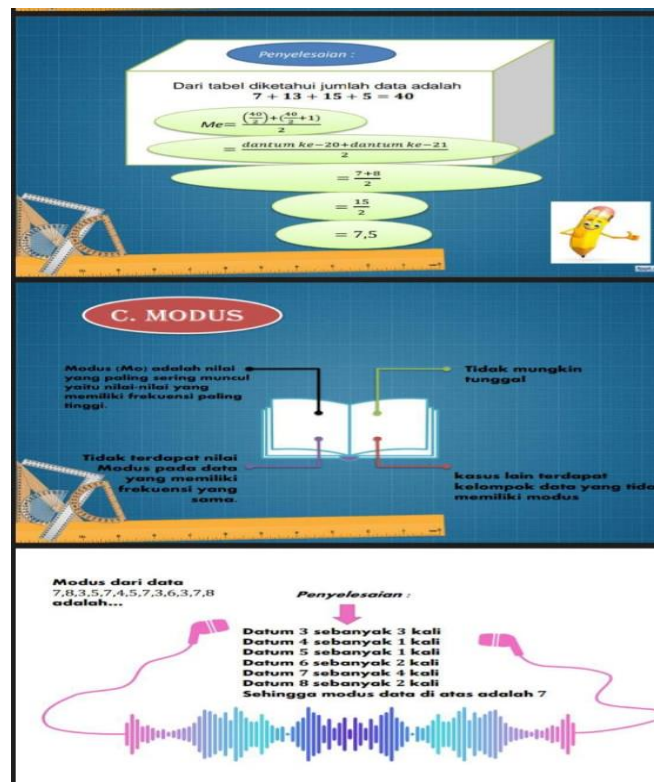 Penyelesaian :
Dari tabel diketahui jumlah data adalah
7 + 13 + 15 + 5 = 40
Me= ((40/2)+(40/2+1))/2
= (dantum ke−20+dantum ke−21)/2
= (7+8)/2
= 15/2
= 7,5
C. MODUS
Modus (Mo) adalah nilai
yang paling sering muncul
yaitu nilai-nilai yang
memiliki frekuensi paling
tinggi.
Tidak mungkin
tunggal
Tidak terdapat nilai
Modus pada data
yang memiliki
frekuensi yang
sama.
kasus lain terdapat
kelompok data yang tida
memiliki modus
Modus dari data
7,8,3,5,7,4,5,7,3,6,3,7,8
adalah...
Penyelesaian :
Datum 3 sebanyak 3 kali
Datum 4 sebanyak 1 kali
Datum 5 sebanyak 1 kali
Datum 6 sebanyak 2 kali
Datum 7 sebanyak 4 kali
Datum 8 sebanyak 2 kali
Sehingga modus data di atas adalah 7